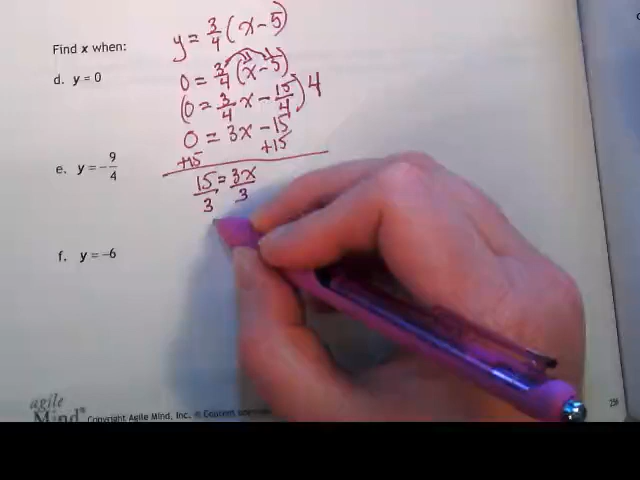 y = 3/4 (x - 5)
Find x when:
d. y = 0
0 = 3/4 (x - 5)
(0 = 3/4 x - 15/4) 4
0 = 3x - 15
+15 +15
e. y = -9/4
15/3 = 3x/3
f. y = -6
agile
Mind®
Copyright Agile Mind, Inc. ®